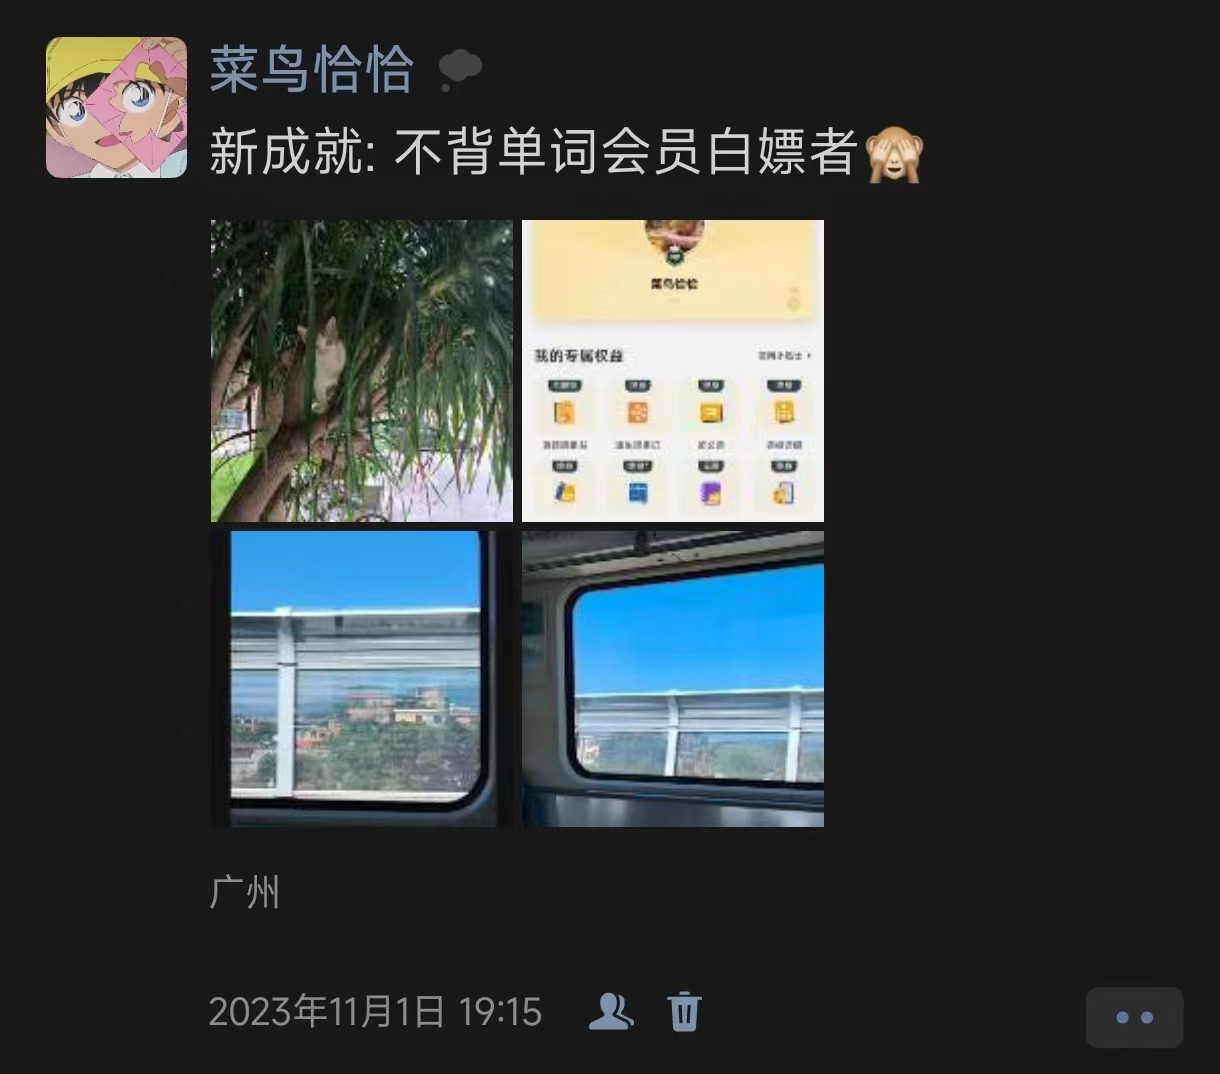 菜鸟恰恰
新成就: 不背单词会员白嫖者🙈
菜鸟恰恰
我的专属权益
广州
2023年11月1日 19:15